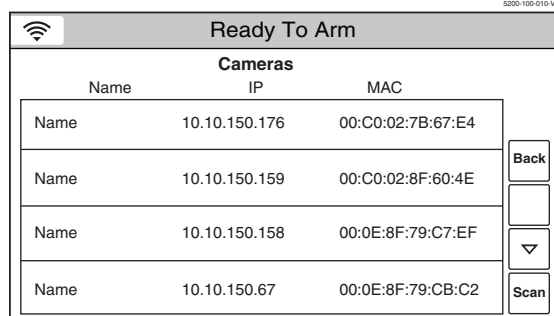 5200-100-010-V
Ready To Arm
Cameras
Name IP MAC
Name 10.10.150.176 00:C0:02:7B:67:E4
Back
Name 10.10.150.159 00:C0:02:8F:60:4E
Name 10.10.150.158 00:0E:8F:79:C7:EF
Name 10.10.150.67 00:0E:8F:79:CB:C2
Scan